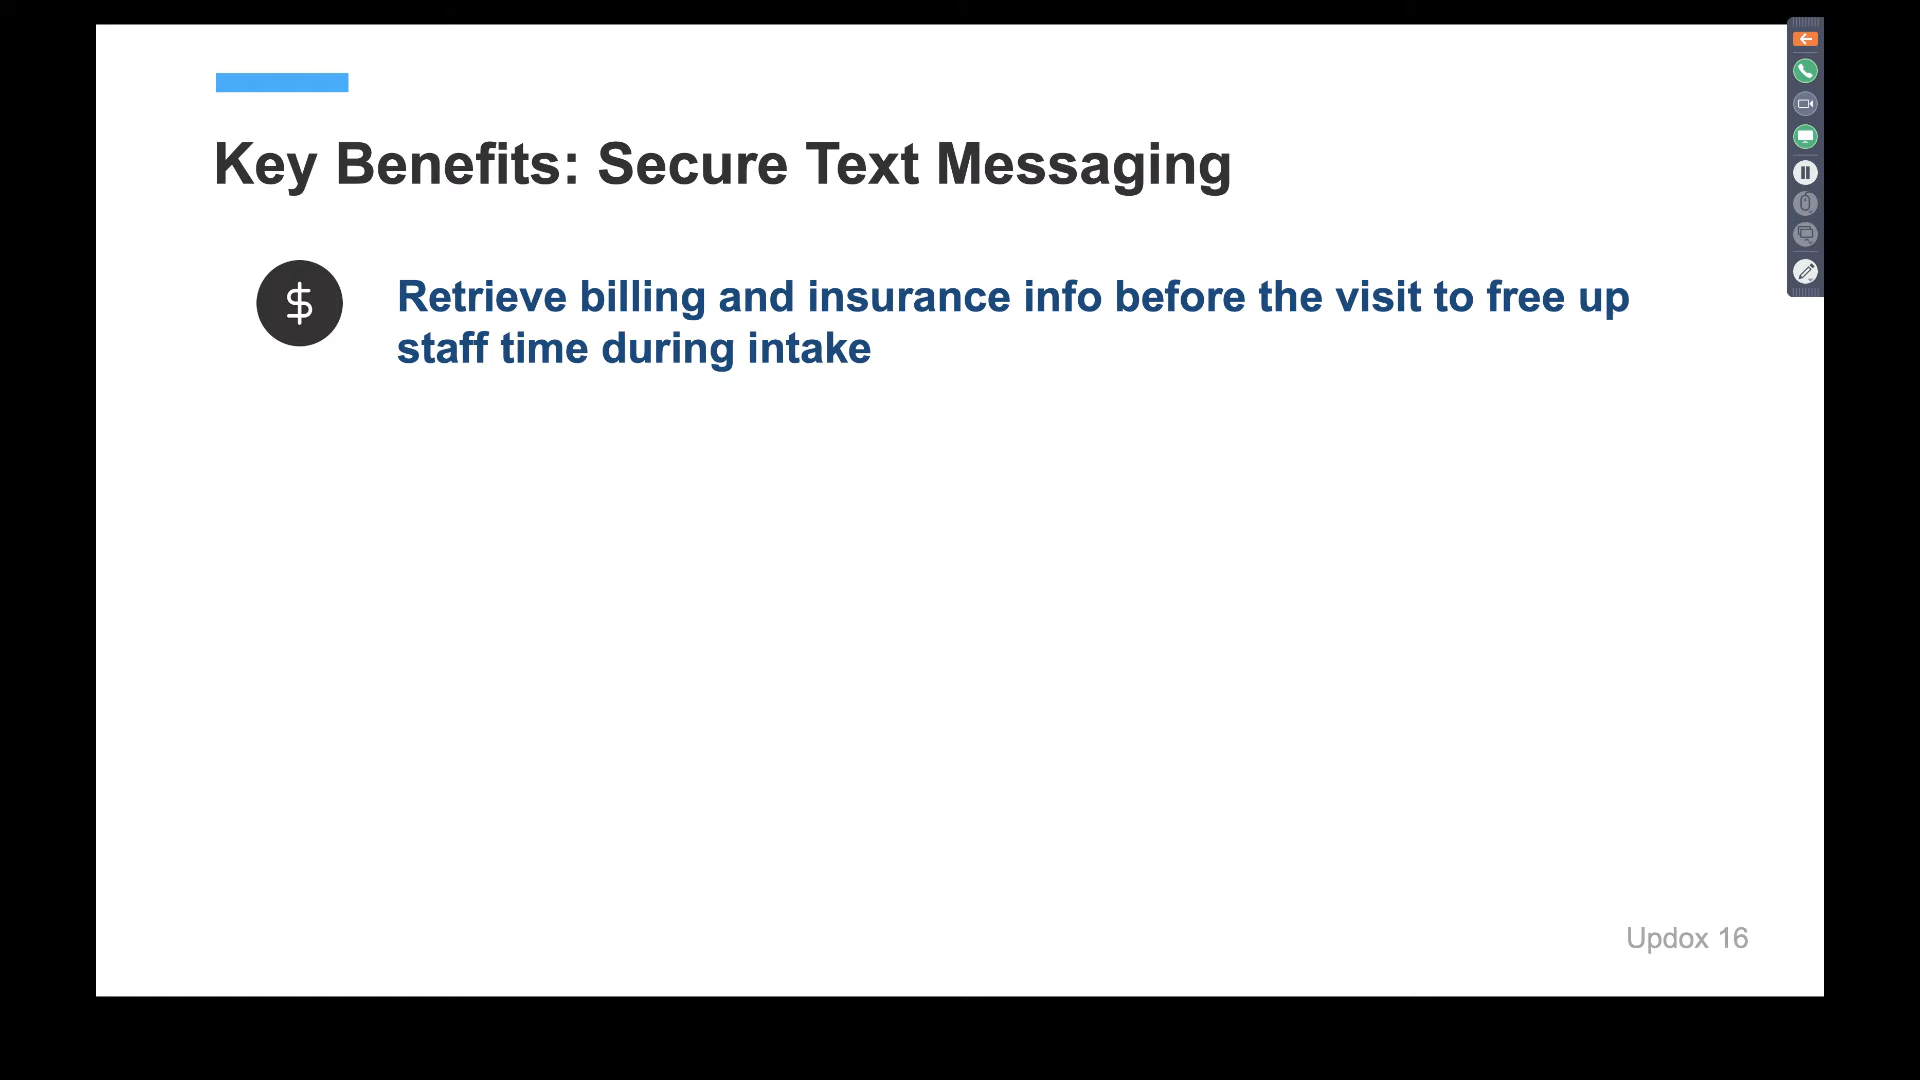 Key Benefits: Secure Text Messaging
$
Retrieve billing and insurance info before the visit to free up
staff time during intake
Updox 16